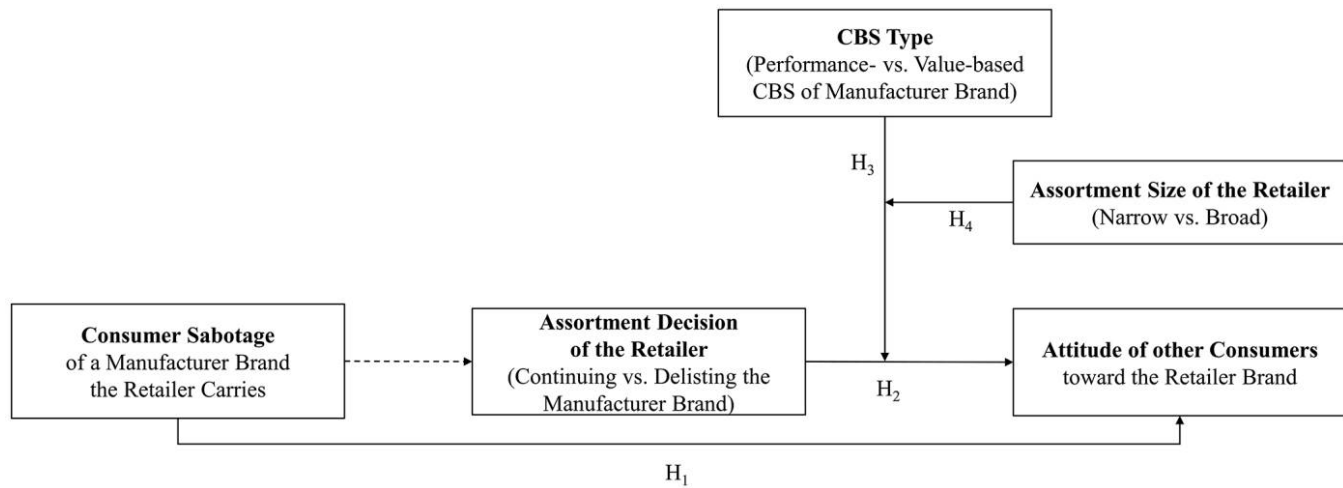 CBS Type
(Performance- vs. Value-based
CBS of Manufacturer Brand)
H₃
Assortment Size of the Retailer
(Narrow vs. Broad)
H₄
Consumer Sabotage
of a Manufacturer Brand
the Retailer Carries
Assortment Decision
of the Retailer
(Continuing vs. Delisting the
Manufacturer Brand)
H₂
Attitude of other Consumers
toward the Retailer Brand
H₁